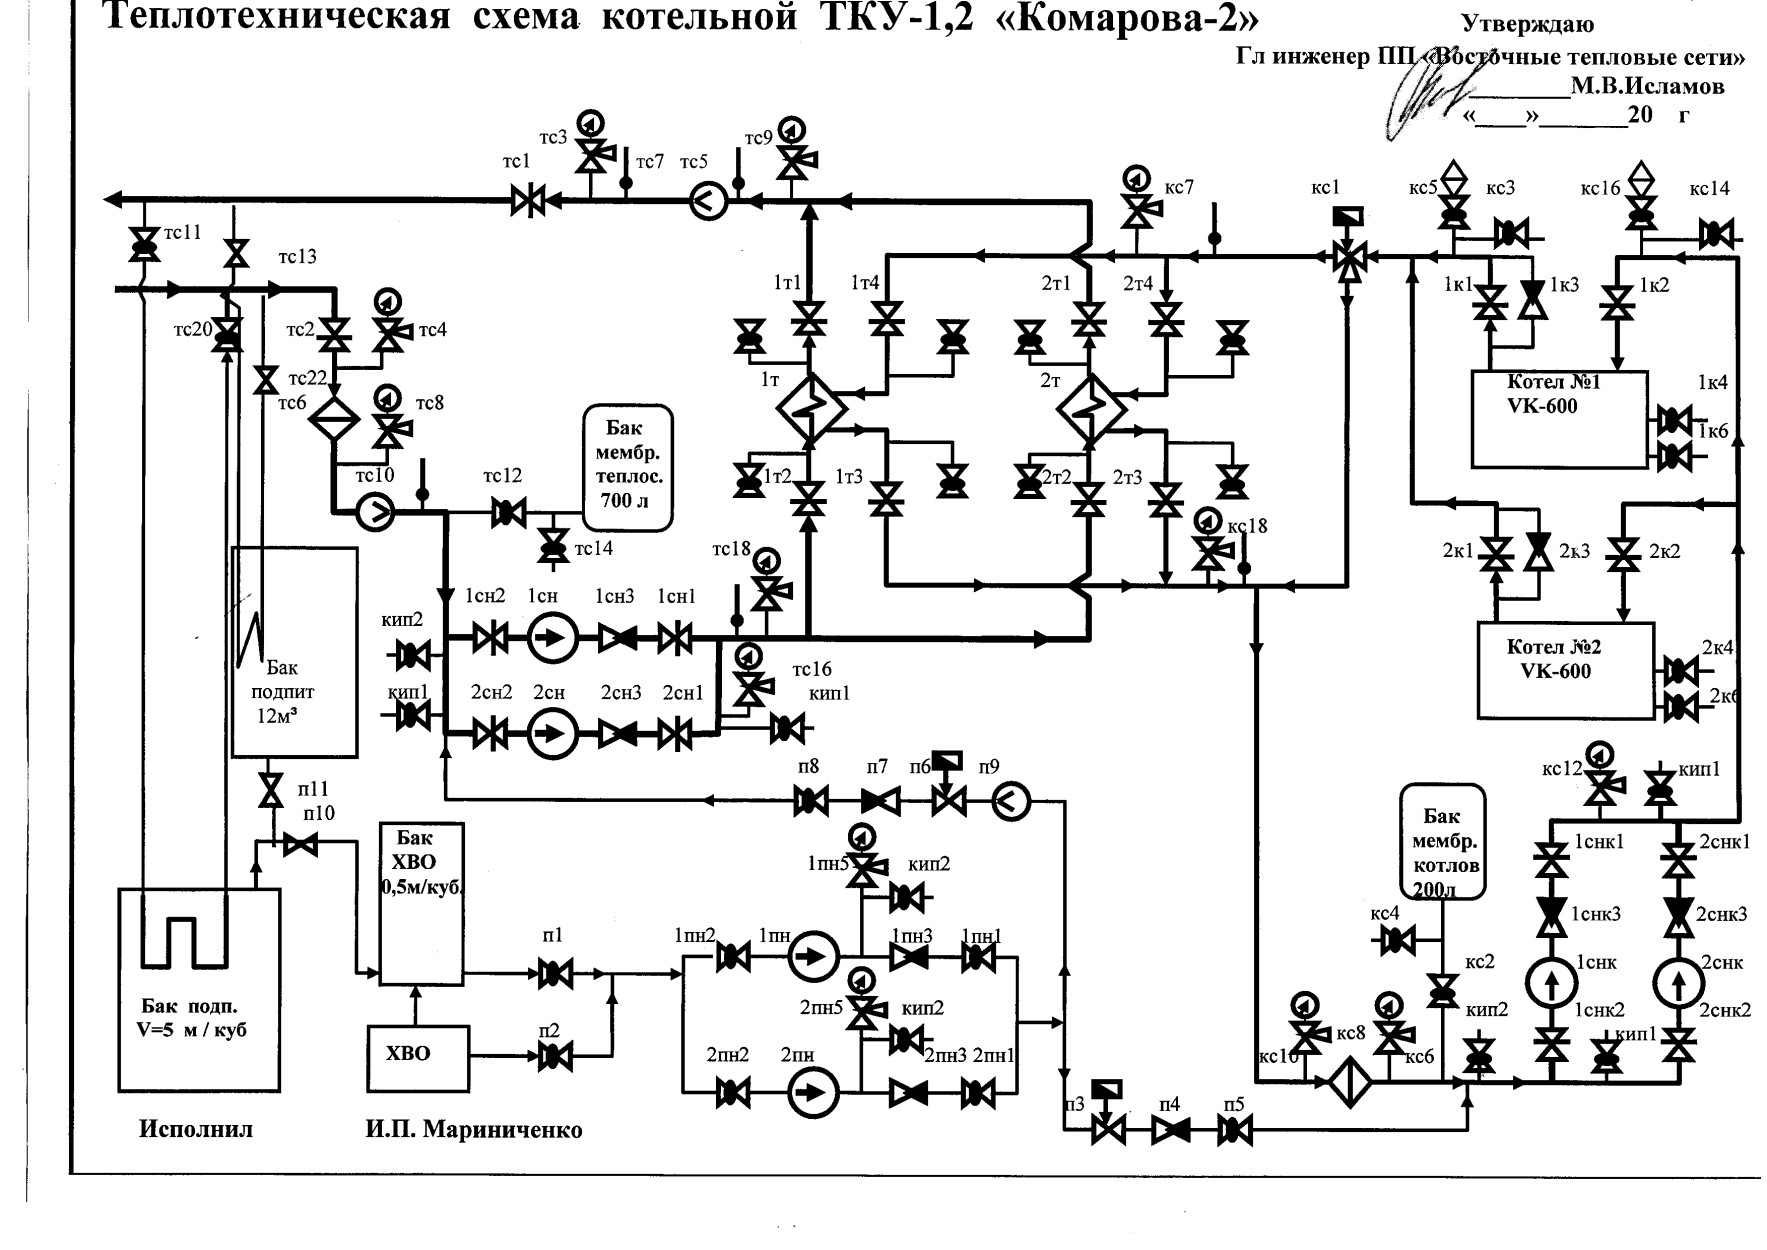 Теплотехническая схема котельной ТКУ-1,2 «Комарова-2»
Утверждаю
Гл инженер ПП «Восточные тепловые сети»
________М.В.Исламов
«____»_______20 г
тс3
тс9
тс1
тс7
тс5
кс7
кс1
кс5
кс3
кс16
кс14
тс11
тс13
1т1
1т4
2т1
2т4
1к1
1к3
1к2
тс20
тс2
тс4
тс22
1т
2т
Котел №1
VK-600
1к4
тс6
тс8
1к6
Бак
мембр.
теплос.
700 л
тс10
тс12
1т2
1т3
2т2
2т3
кс18
тс14
тс18
2к1
2к3
2к2
1сн2
1сн
1сн3
1сн1
кип2
Котел №2
VK-600
2к4
Бак
подпит
12м³
тс16
кип1
2сн2
2сн
2сн3
2сн1
кип1
2к6
п8
п7
п6
п9
кс12
кип1
п11
п10
Бак
ХВО
0,5м/куб.
Бак
мембр.
котлов
200л
1снк1
2снк1
1пн5
кип2
кс4
1снк3
2снк3
п1
1пн2
1пн
1пн3
1пн1
кс2
1снк
2снк
Бак подп.
V=5 м / куб
2пн5
кип2
кип2
1снк2
2снк2
п2
ХВО
2пн2
2пн
2пн3
2пн1
кс10
кс8
кс6
кип1
п3
п4
п5
Исполнил
И.П. Мариниченко